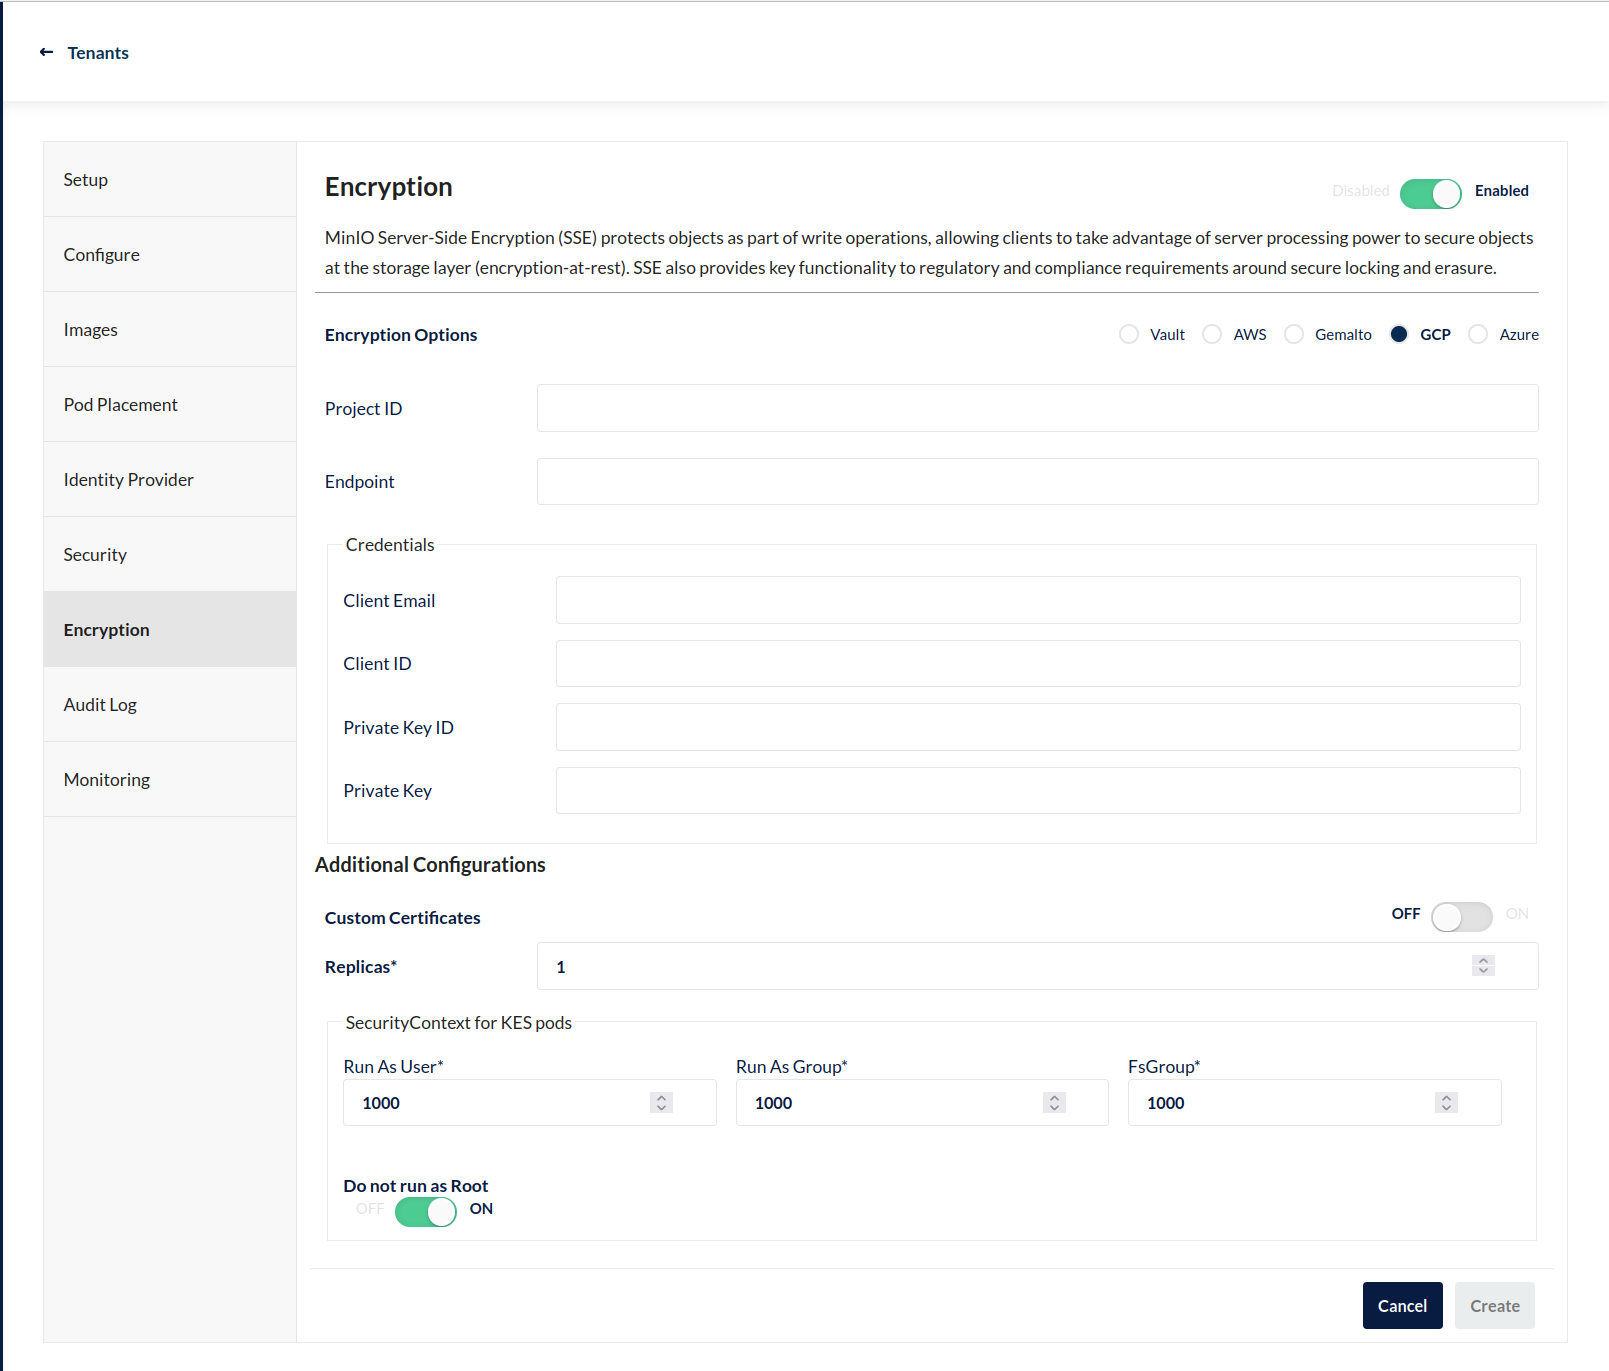 ← Tenants
Setup
Configure
Images
Pod Placement
Identity Provider
Security
Encryption
Audit Log
Monitoring
Encryption
Disabled Enabled
MinIO Server-Side Encryption (SSE) protects objects as part of write operations, allowing clients to take advantage of server processing power to secure objects
at the storage layer (encryption-at-rest). SSE also provides key functionality to regulatory and compliance requirements around secure locking and erasure.
Encryption Options Vault AWS Gemalto GCP Azure
Project ID
Endpoint
Credentials
Client Email
Client ID
Private Key ID
Private Key
Additional Configurations
Custom Certificates OFF ON
Replicas* 1
SecurityContext for KES pods
Run As User* Run As Group* FsGroup*
1000 1000 1000
Do not run as Root
OFF ON
Cancel Create